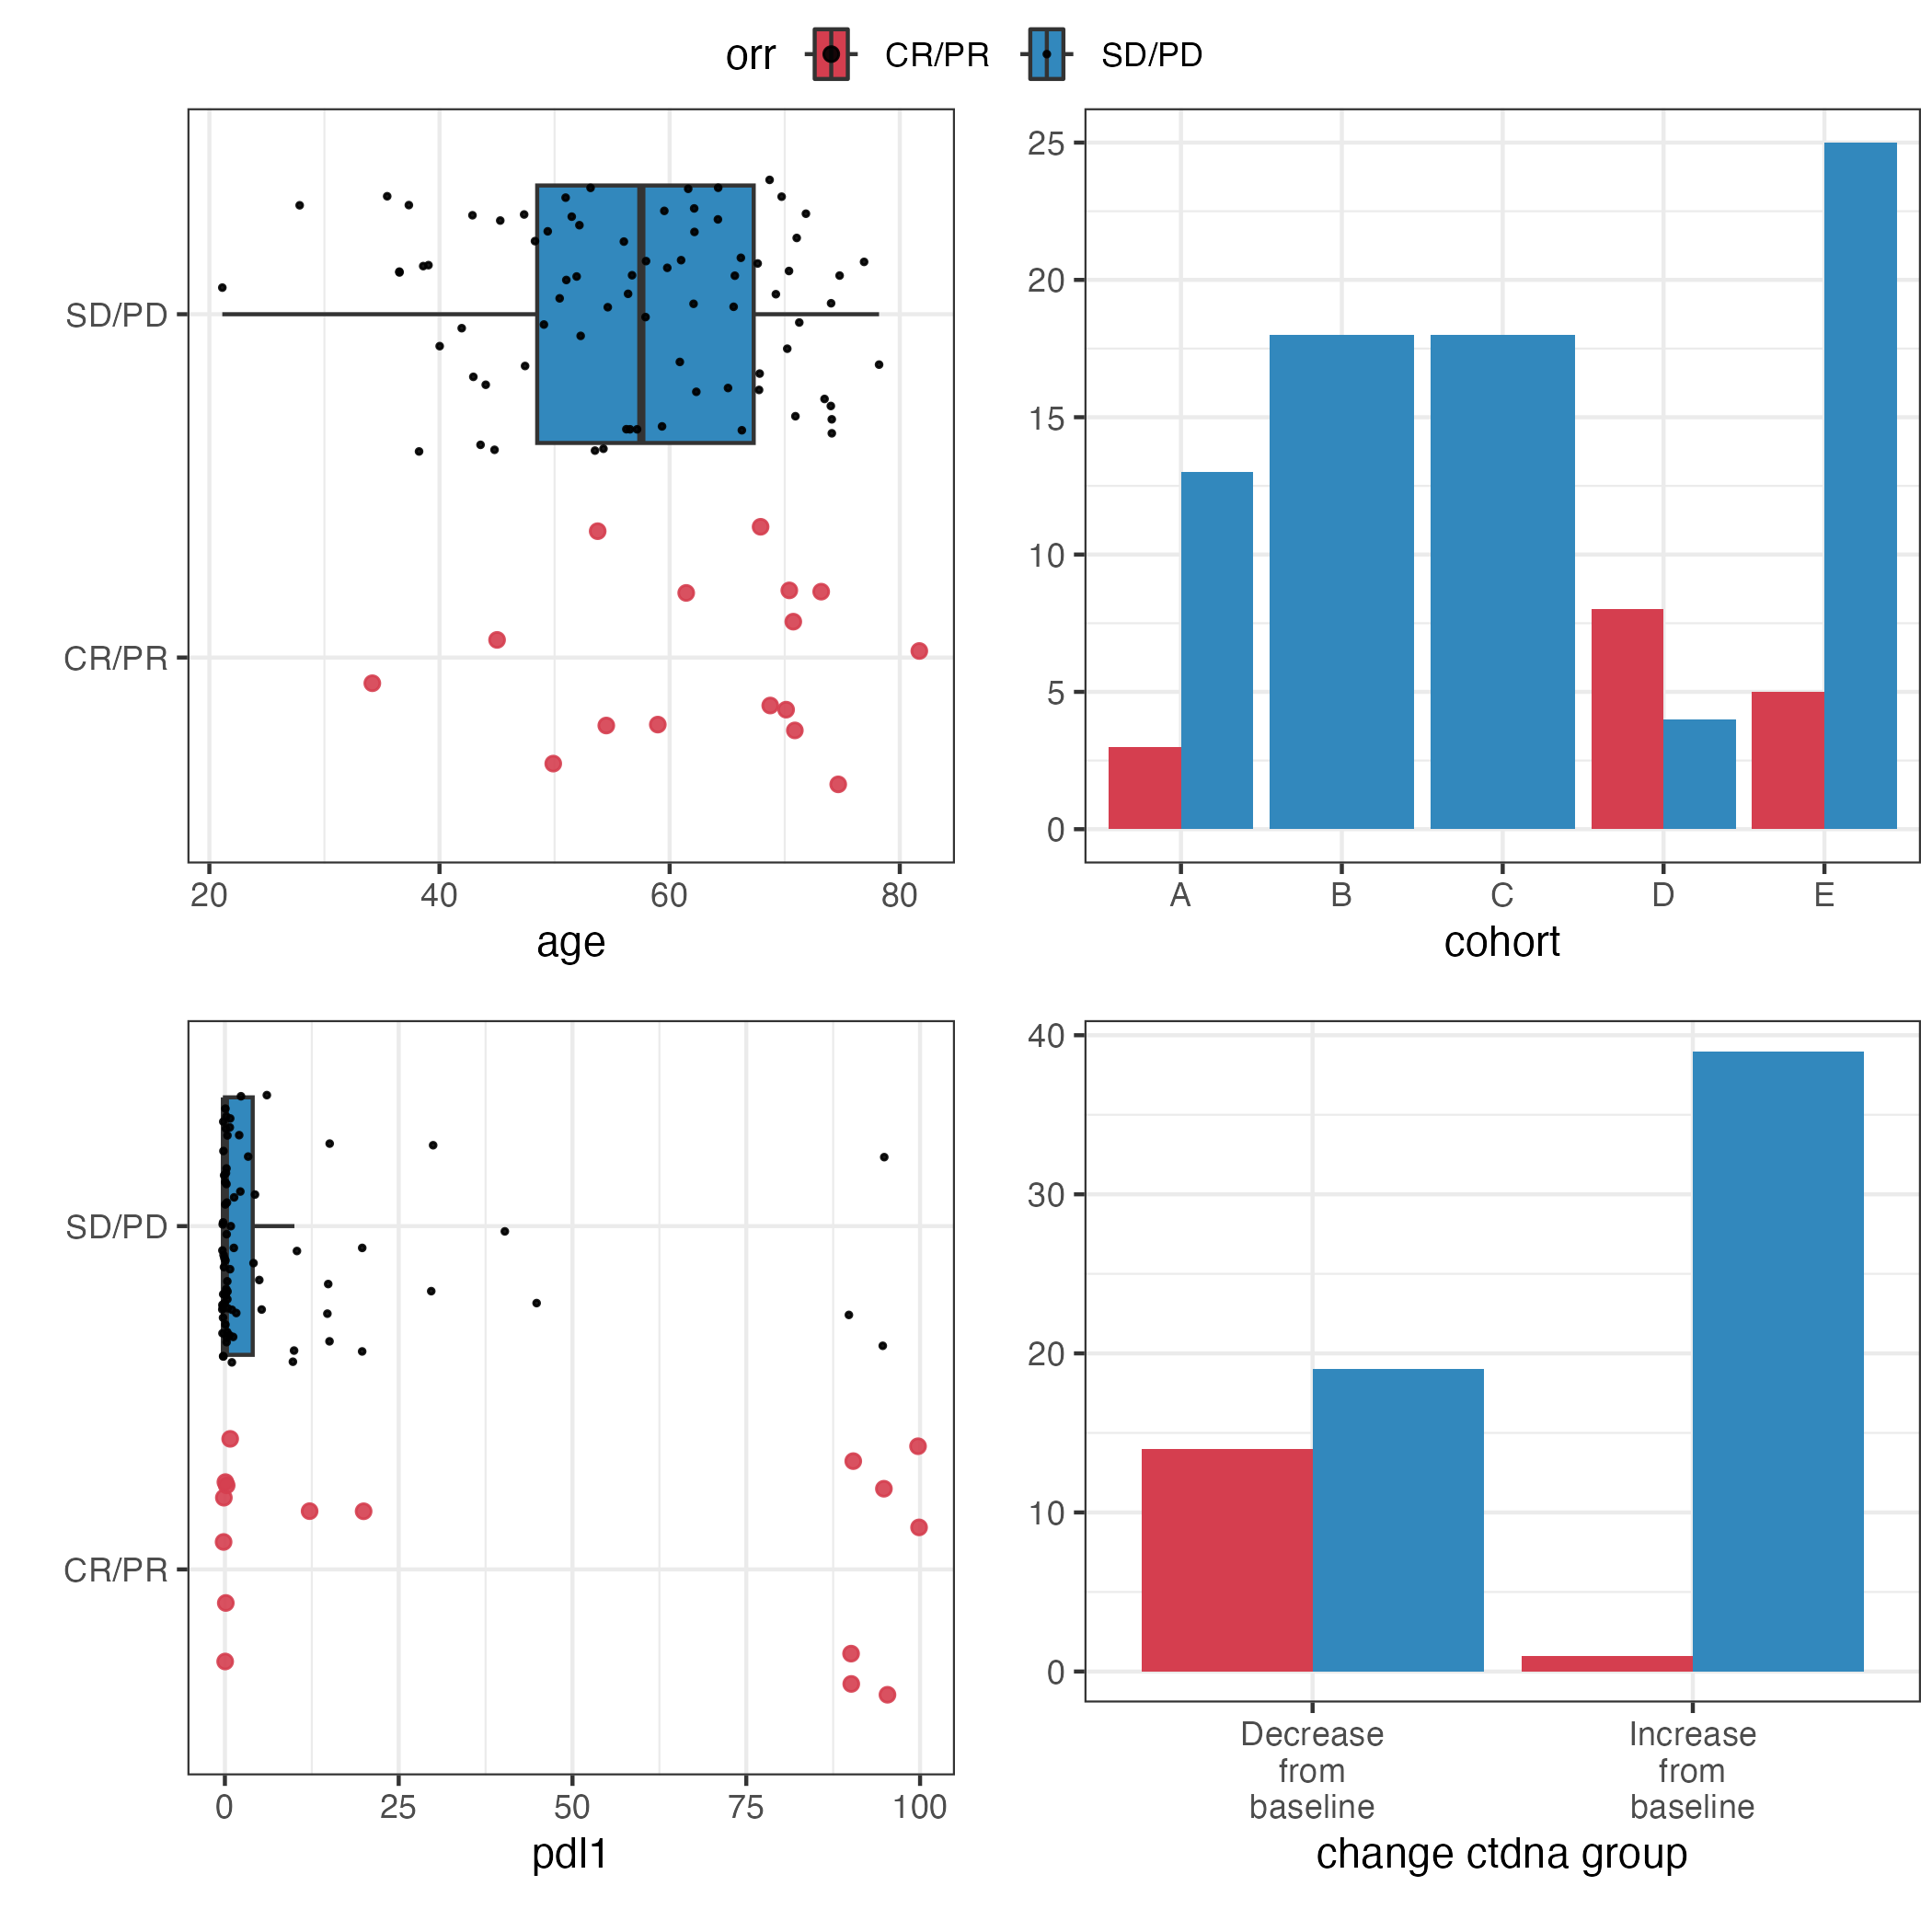 orr CR/PR SD/PD
SD/PD
CR/PR
20 40 60 80
age
25
20
15
10
5
0
A B C D E
cohort
SD/PD
CR/PR
0 25 50 75 100
pdl1
40
30
20
10
0
Decrease
from
baseline
Increase
from
baseline
change ctdna group